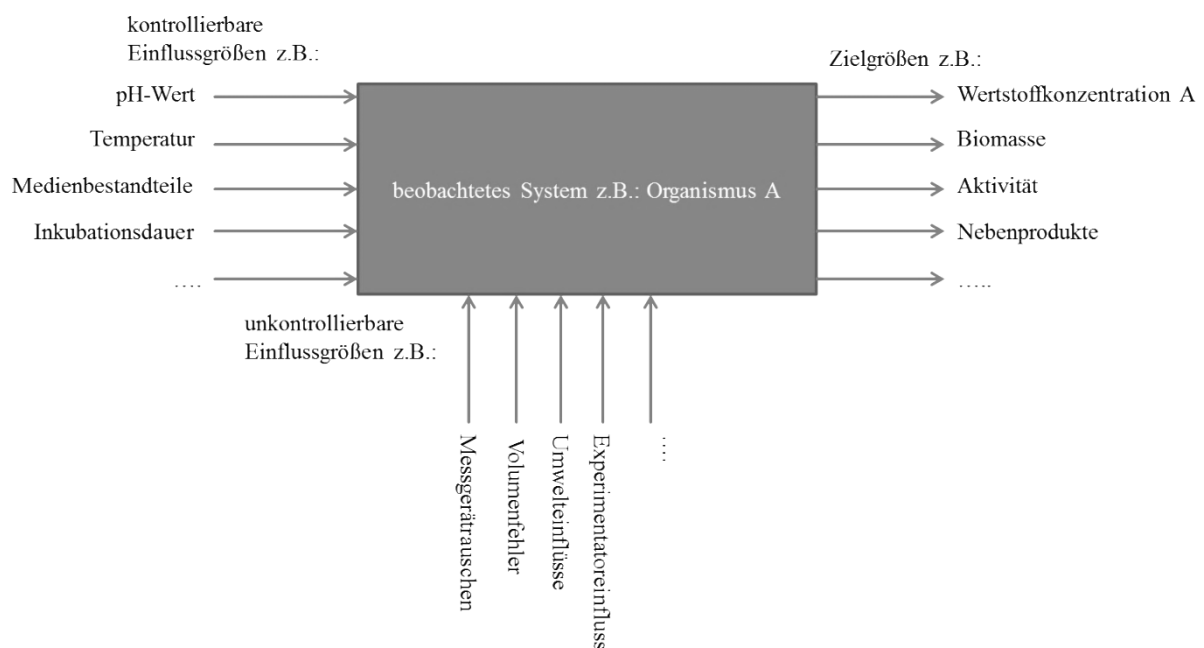 kontrollierbare
Einflussgrößen z.B.:
pH-Wert
Temperatur
Medienbestandteile
Inkubationsdauer
….
beobachtetes System z.B.: Organismus A
Zielgrößen z.B.:
Wertstoffkonzentration A
Biomasse
Aktivität
Nebenprodukte
…..
unkontrollierbare
Einflussgrößen z.B.:
Messgerätrauschen
Volumenfehler
Umwelteinflüsse
Experimentatoreinfluss
….